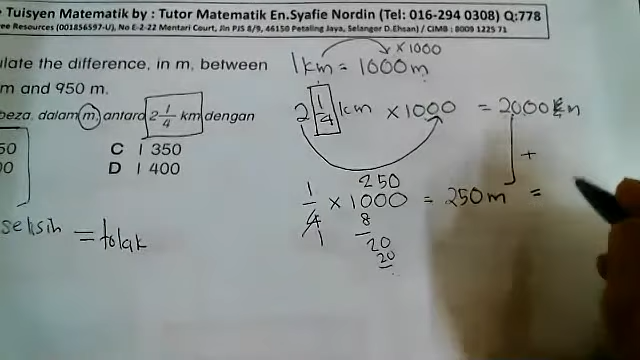 Tuisyen Matematik by : Tutor Matematik En.Syafie Nordin (Tel: 016-294 0308) Q:778
ee Resources (001856597-U), No E-2-22 Mentari Court, Jln PJS 8/9, 46150 Petaling Jaya, Selangor D.Ehsan) / CIMB : 8009 1225 71
ulate the difference, in m, between
m and 950 m.
beza, dalam m, antara 2 1/4 km dengan
50 C 1 350
00 D 1 400
selisih = tolak
× 1000
1km = 1000m
2 1/4 km × 1000 = 2000
+
250
1/4 × 1000 = 250m =
1 8
20
20